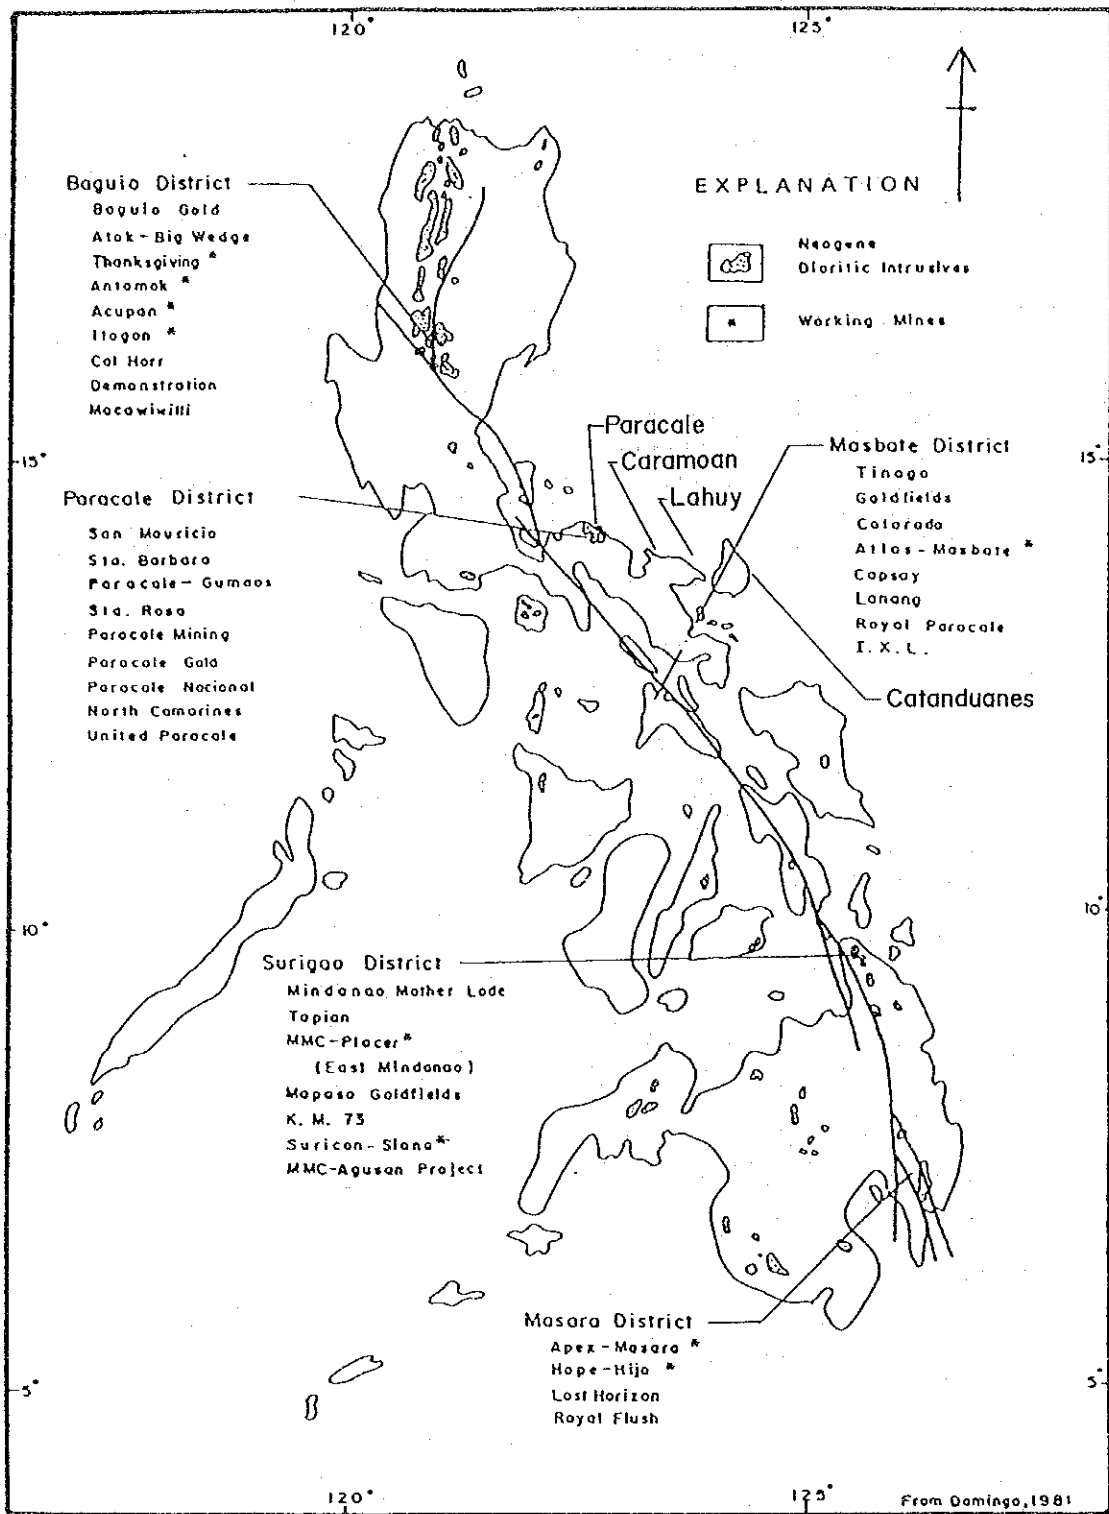 120°
125°
Baguio District
Baguio Gold
Atok-Big Wedge
Thanksgiving *
Antamok *
Acupan *
Itogon *
Cal Horr
Demonstration
Macawiwilli
EXPLANATION
Neogene
Dioritic Intrusives
* Working Mines
15°
15°
Paracale
Caramoan
Lahuy
Masbate District
Tinago
Goldfields
Colorado
Atlas-Masbate *
Capsay
Lanang
Royal Paracale
I.X.L.
Catanduanes
Paracale District
San Mauricio
Sta. Barbara
Paracale-Gumaos
Sta. Rosa
Paracale Mining
Paracale Gold
Paracale Nacional
North Camarines
United Paracale
10°
10°
Surigao District
Mindanao Mother Lode
Tapian
MMC-Placer*
(East Mindanao)
Mapaso Goldfields
K. M. 73
Suricon-Siana*
MMC-Agusan Project
Masara District
Apex-Masara *
Hope-Hijo *
Lost Horizon
Royal Flush
5°
5°
120°
125°
From Domingo, 1981